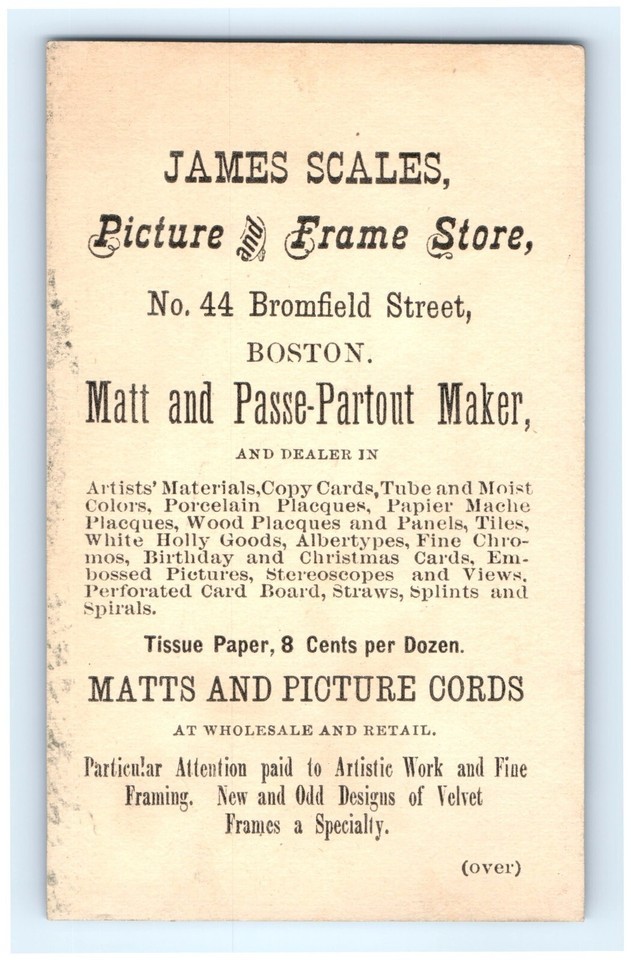 JAMES SCALES,
Picture and Frame Store,
No. 44 Bromfield Street,
BOSTON.
Matt and Passe-Partout Maker,
AND DEALER IN
Artists' Materials, Copy Cards, Tube and Moist
Colors, Porcelain Placques, Papier Mache
Placques, Wood Placques and Panels, Tiles,
White Holly Goods, Albertypes, Fine Chro-
mos, Birthday and Christmas Cards, Em-
bossed Pictures, Stereoscopes and Views.
Perforated Card Board, Straws, Splints and
Spirals.
Tissue Paper, 8 Cents per Dozen.
MATTS AND PICTURE CORDS
AT WHOLESALE AND RETAIL.
Particular Attention paid to Artistic Work and Fine
Framing. New and Odd Designs of Velvet
Frames a Specialty.
(over)